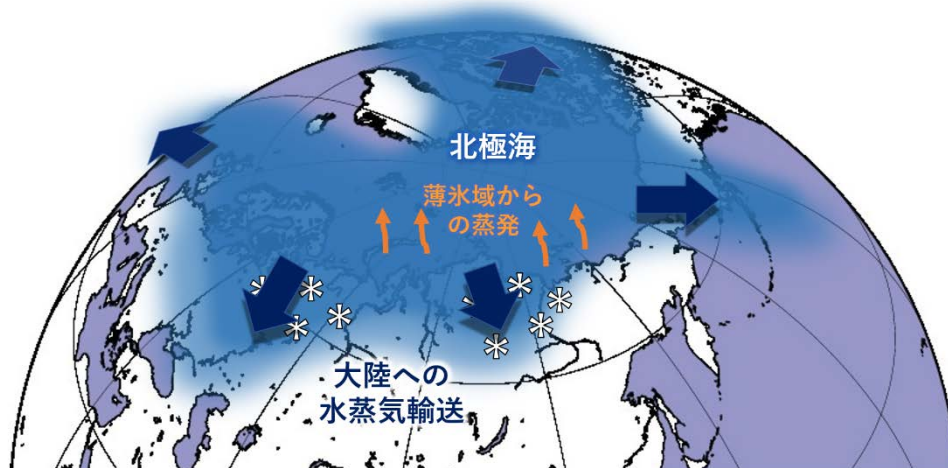 北極海
薄氷域から
の蒸発
大陸への
水蒸気輸送